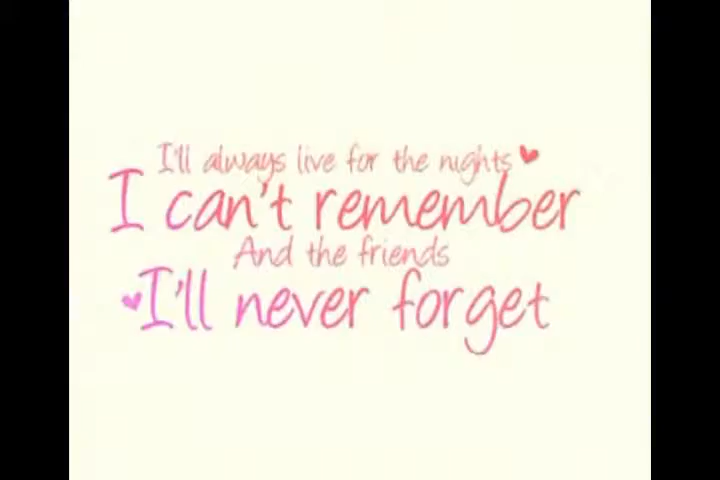 I'll always live for the nights
I can't remember
And the friends
I'll never forget